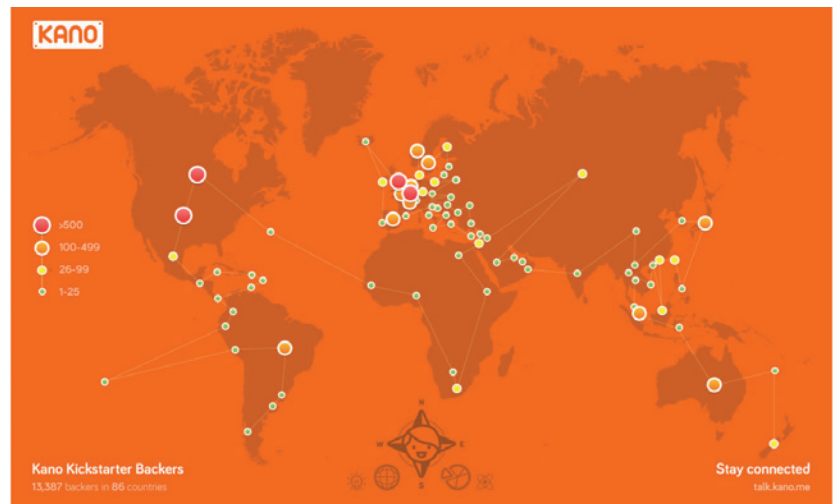 KANO
>500
100-499
26-99
1-25
N
W E
S
Kano Kickstarter Backers
13,387 backers in 86 countries
Stay connected
talk.kano.me